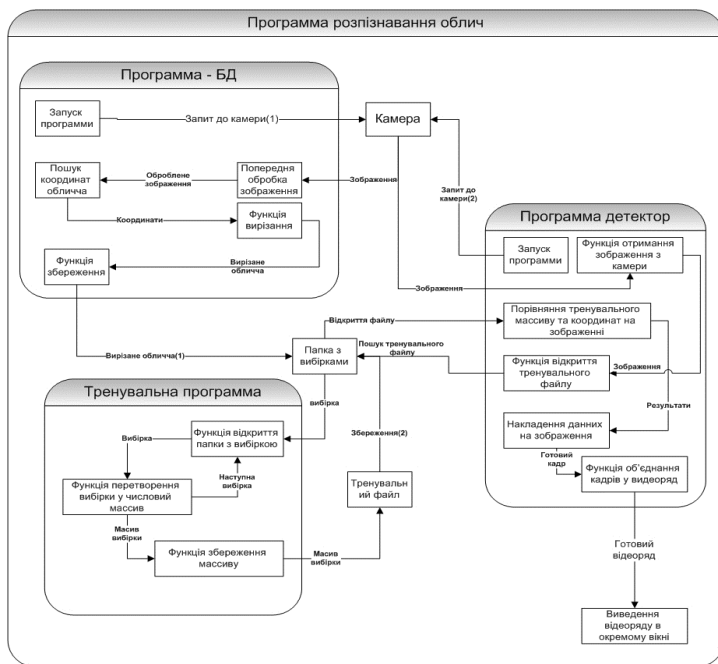 Программа розпізнавання облич
Программа - БД
Запуск
программи
Запит до камери(1)
Камера
Пошук
координат
обличча
Оброблене
зображення
Попередня
обробка
зображення
Зображення
Координати
Функція
вирізання
Функція
збереження
Вирізане
обличча
Запит до
камери(2)
Программа детектор
Запуск
программи
Функція отримання
зображення з
камери
Зображення
Порівняння тренувального
массиву та координат на
зображенні
Відкриття файлу
Вирізане обличча(1)
Папка з
вибірками
Пошук тренувального
файлу
Функція відкриття
тренувального
файлу
Зображення
Результати
Накладення данних
на зображення
Готовий
кадр
Функція об'єднання
кадрів у видеоряд
Готовий
відеоряд
Виведення
відеоряду в
окремому вікні
Тренувальна программа
вибірка
Вибірка
Функція відкриття
папки з вибіркою
Збереження(2)
Функція перетворення
вибірки у числовий
массив
Наступна
вибірка
Тренувальн
ий файл
Масив
вибірки
Функція збереження
массиву
Масив
вибірки